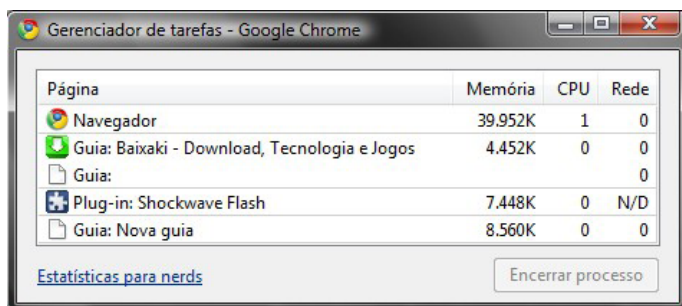 Gerenciador de tarefas - Google Chrome
Página Memória CPU Rede
Navegador 39.952K 1 0
Guia: Baixaki - Download, Tecnologia e Jogos 4.452K 0 0
Guia: 0
Plug-in: Shockwave Flash 7.448K 0 N/D
Guia: Nova guia 8.560K 0 0
Estatísticas para nerds Encerrar processo